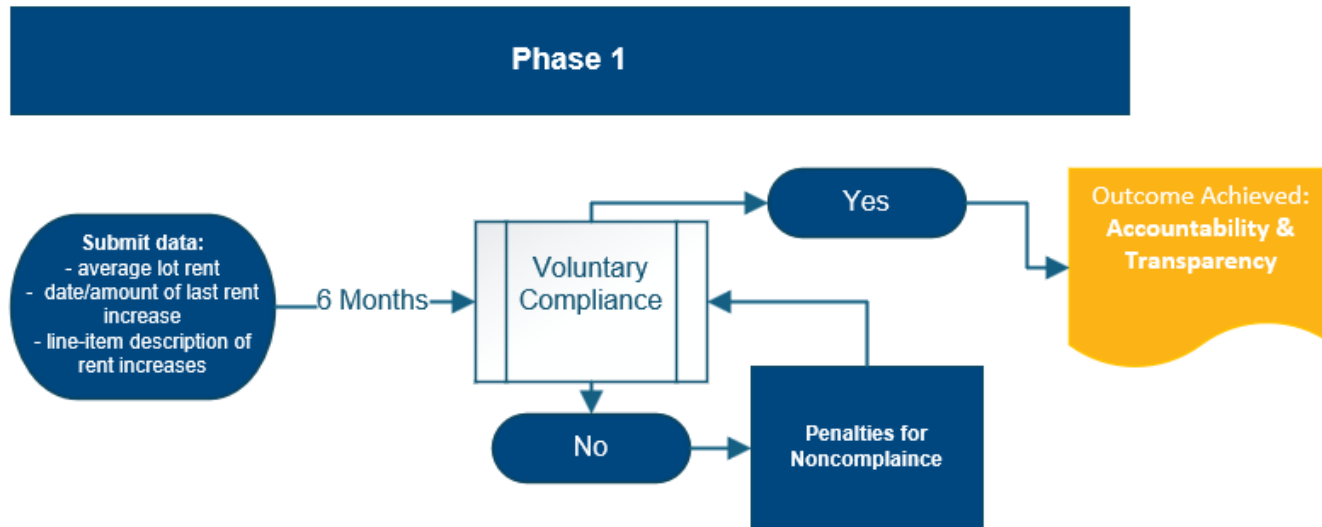 Phase 1
Submit data:
- average lot rent
- date/amount of last rent
increase
- line-item description of
rent increases
6 Months
Voluntary
Compliance
Yes
No
Penalties for
Noncomplaince
Outcome Achieved:
Accountability &
Transparency